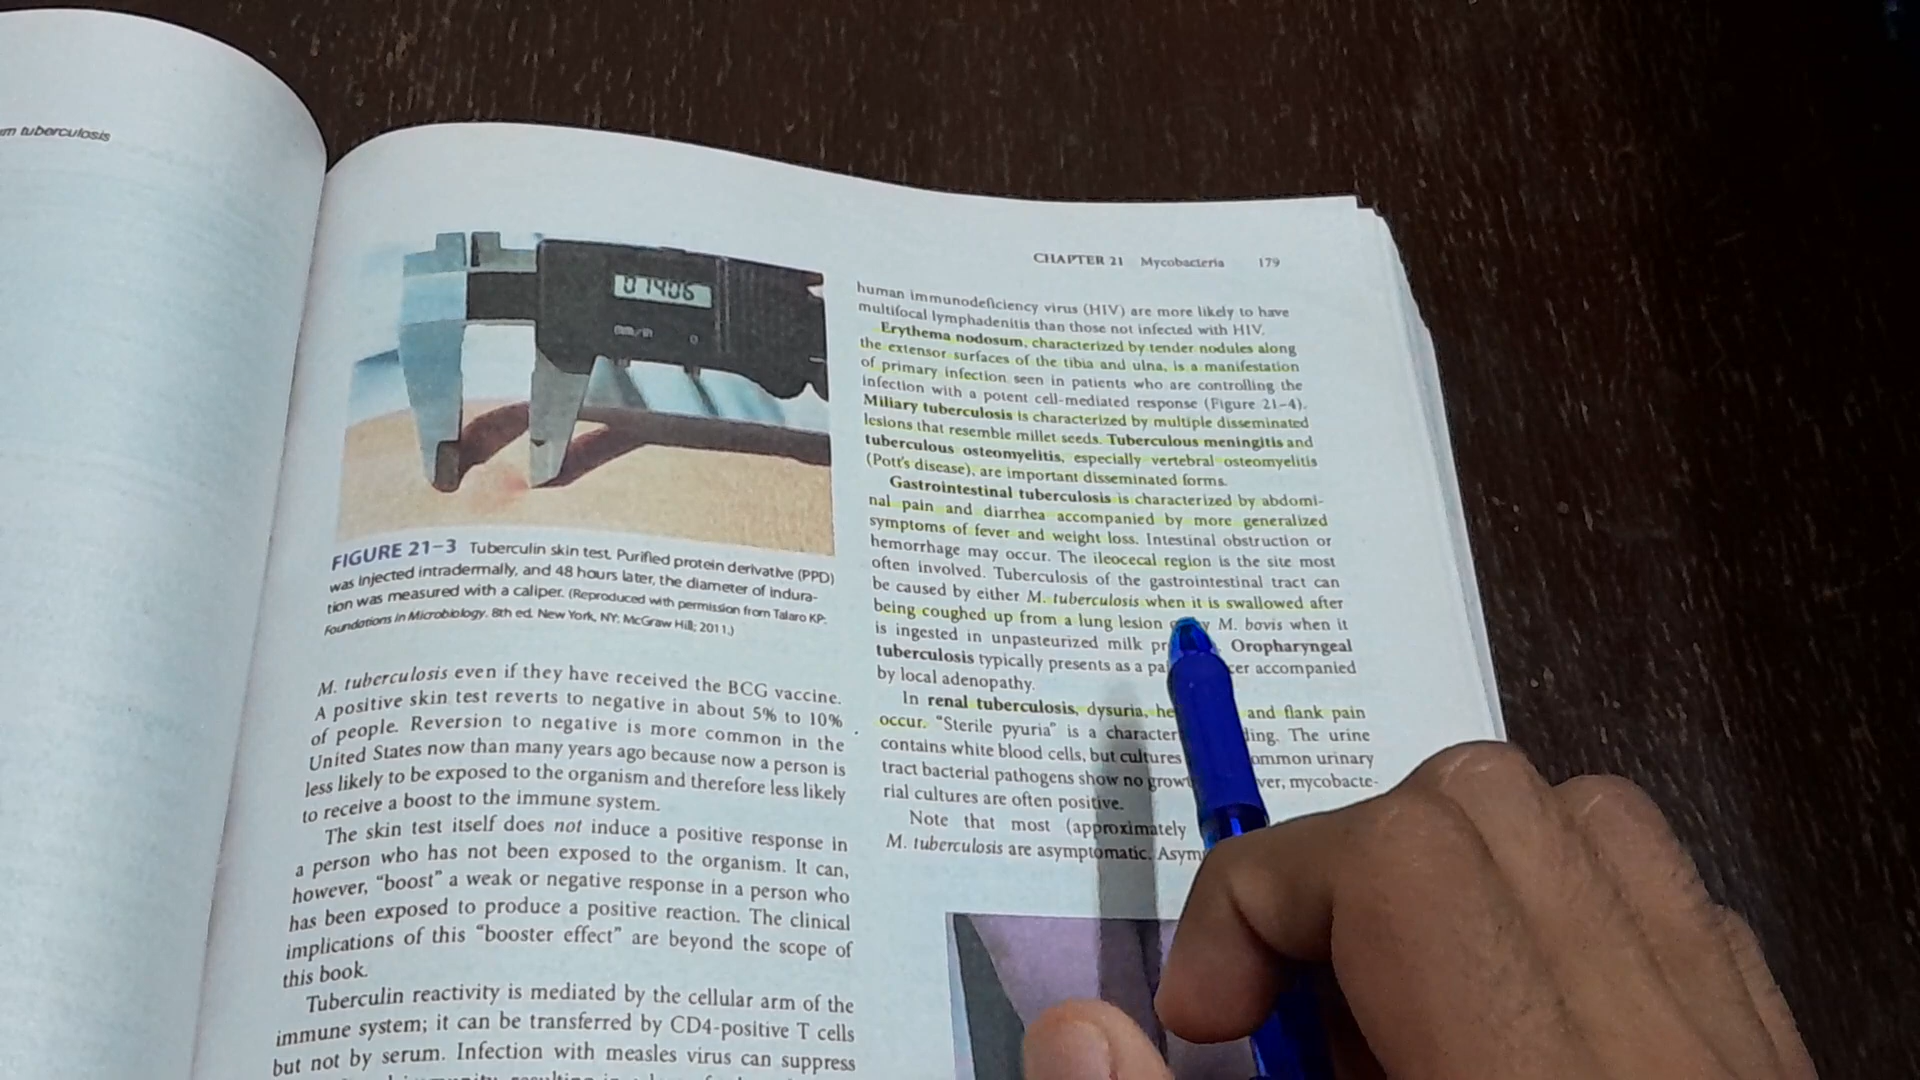 m tuberculosis
01406
mm/in
0
FIGURE 21–3 Tuberculin skin test. Purified protein derivative (PPD)
was injected intradermally, and 48 hours later, the diameter of indura-
tion was measured with a caliper. (Reproduced with permission from Talaro KP:
Foundations in Microbiology. 8th ed. New York, NY: McGraw Hill; 2011.)
M. tuberculosis even if they have received the BCG vaccine.
A positive skin test reverts to negative in about 5% to 10%
of people. Reversion to negative is more common in the
United States now than many years ago because now a person is
less likely to be exposed to the organism and therefore less likely
to receive a boost to the immune system.
The skin test itself does not induce a positive response in
a person who has not been exposed to the organism. It can,
however, “boost” a weak or negative response in a person who
has been exposed to produce a positive reaction. The clinical
implications of this “booster effect” are beyond the scope of
this book.
Tuberculin reactivity is mediated by the cellular arm of the
immune system; it can be transferred by CD4-positive T cells
but not by serum. Infection with measles virus can suppress
CHAPTER 21 Mycobacteria 179
human immunodeficiency virus (HIV) are more likely to have
multifocal lymphadenitis than those not infected with HIV.
Erythema nodosum, characterized by tender nodules along
the extensor surfaces of the tibia and ulna, is a manifestation
of primary infection seen in patients who are controlling the
infection with a potent cell-mediated response (Figure 21–4).
Miliary tuberculosis is characterized by multiple disseminated
lesions that resemble millet seeds. Tuberculous meningitis and
tuberculous osteomyelitis, especially vertebral osteomyelitis
(Pott's disease), are important disseminated forms.
Gastrointestinal tuberculosis is characterized by abdomi-
nal pain and diarrhea accompanied by more generalized
symptoms of fever and weight loss. Intestinal obstruction or
hemorrhage may occur. The ileocecal region is the site most
often involved. Tuberculosis of the gastrointestinal tract can
be caused by either M. tuberculosis when it is swallowed after
being coughed up from a lung lesion M. bovis when it
is ingested in unpasteurized milk Oropharyngeal
tuberculosis typically presents as a accompanied
by local adenopathy.
In renal tuberculosis, dysuria, and flank pain
occur. “Sterile pyuria” is a The urine
contains white blood cells, but cultures urinary
tract bacterial pathogens show no mycobacte-
rial cultures are often positive.
Note that most (approximately
M. tuberculosis are asymptomatic.